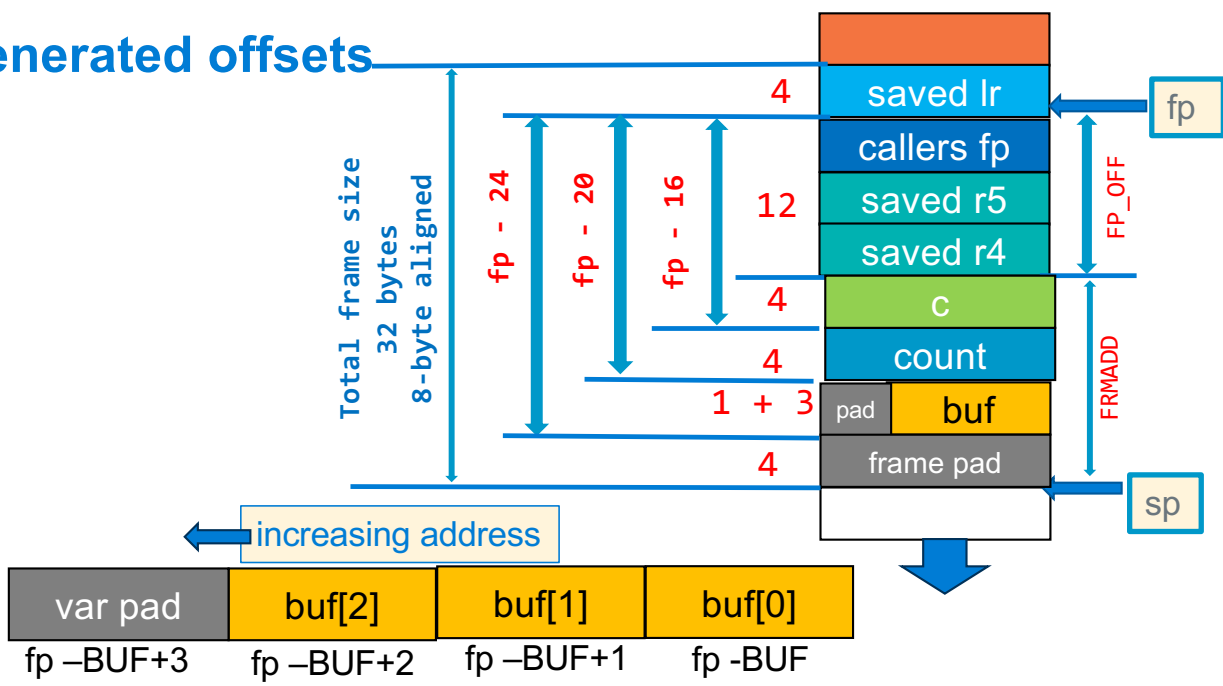 enerated offsets
saved lr
fp
callers fp
saved r5
saved r4
c
count
pad
buf
frame pad
sp
FP_OFF
FRMADD
4
12
4
4
1 + 3
4
fp - 24
fp - 20
fp - 16
Total frame size
32 bytes
8-byte aligned
increasing address
var pad
buf[2]
buf[1]
buf[0]
fp –BUF+3
fp –BUF+2
fp –BUF+1
fp -BUF